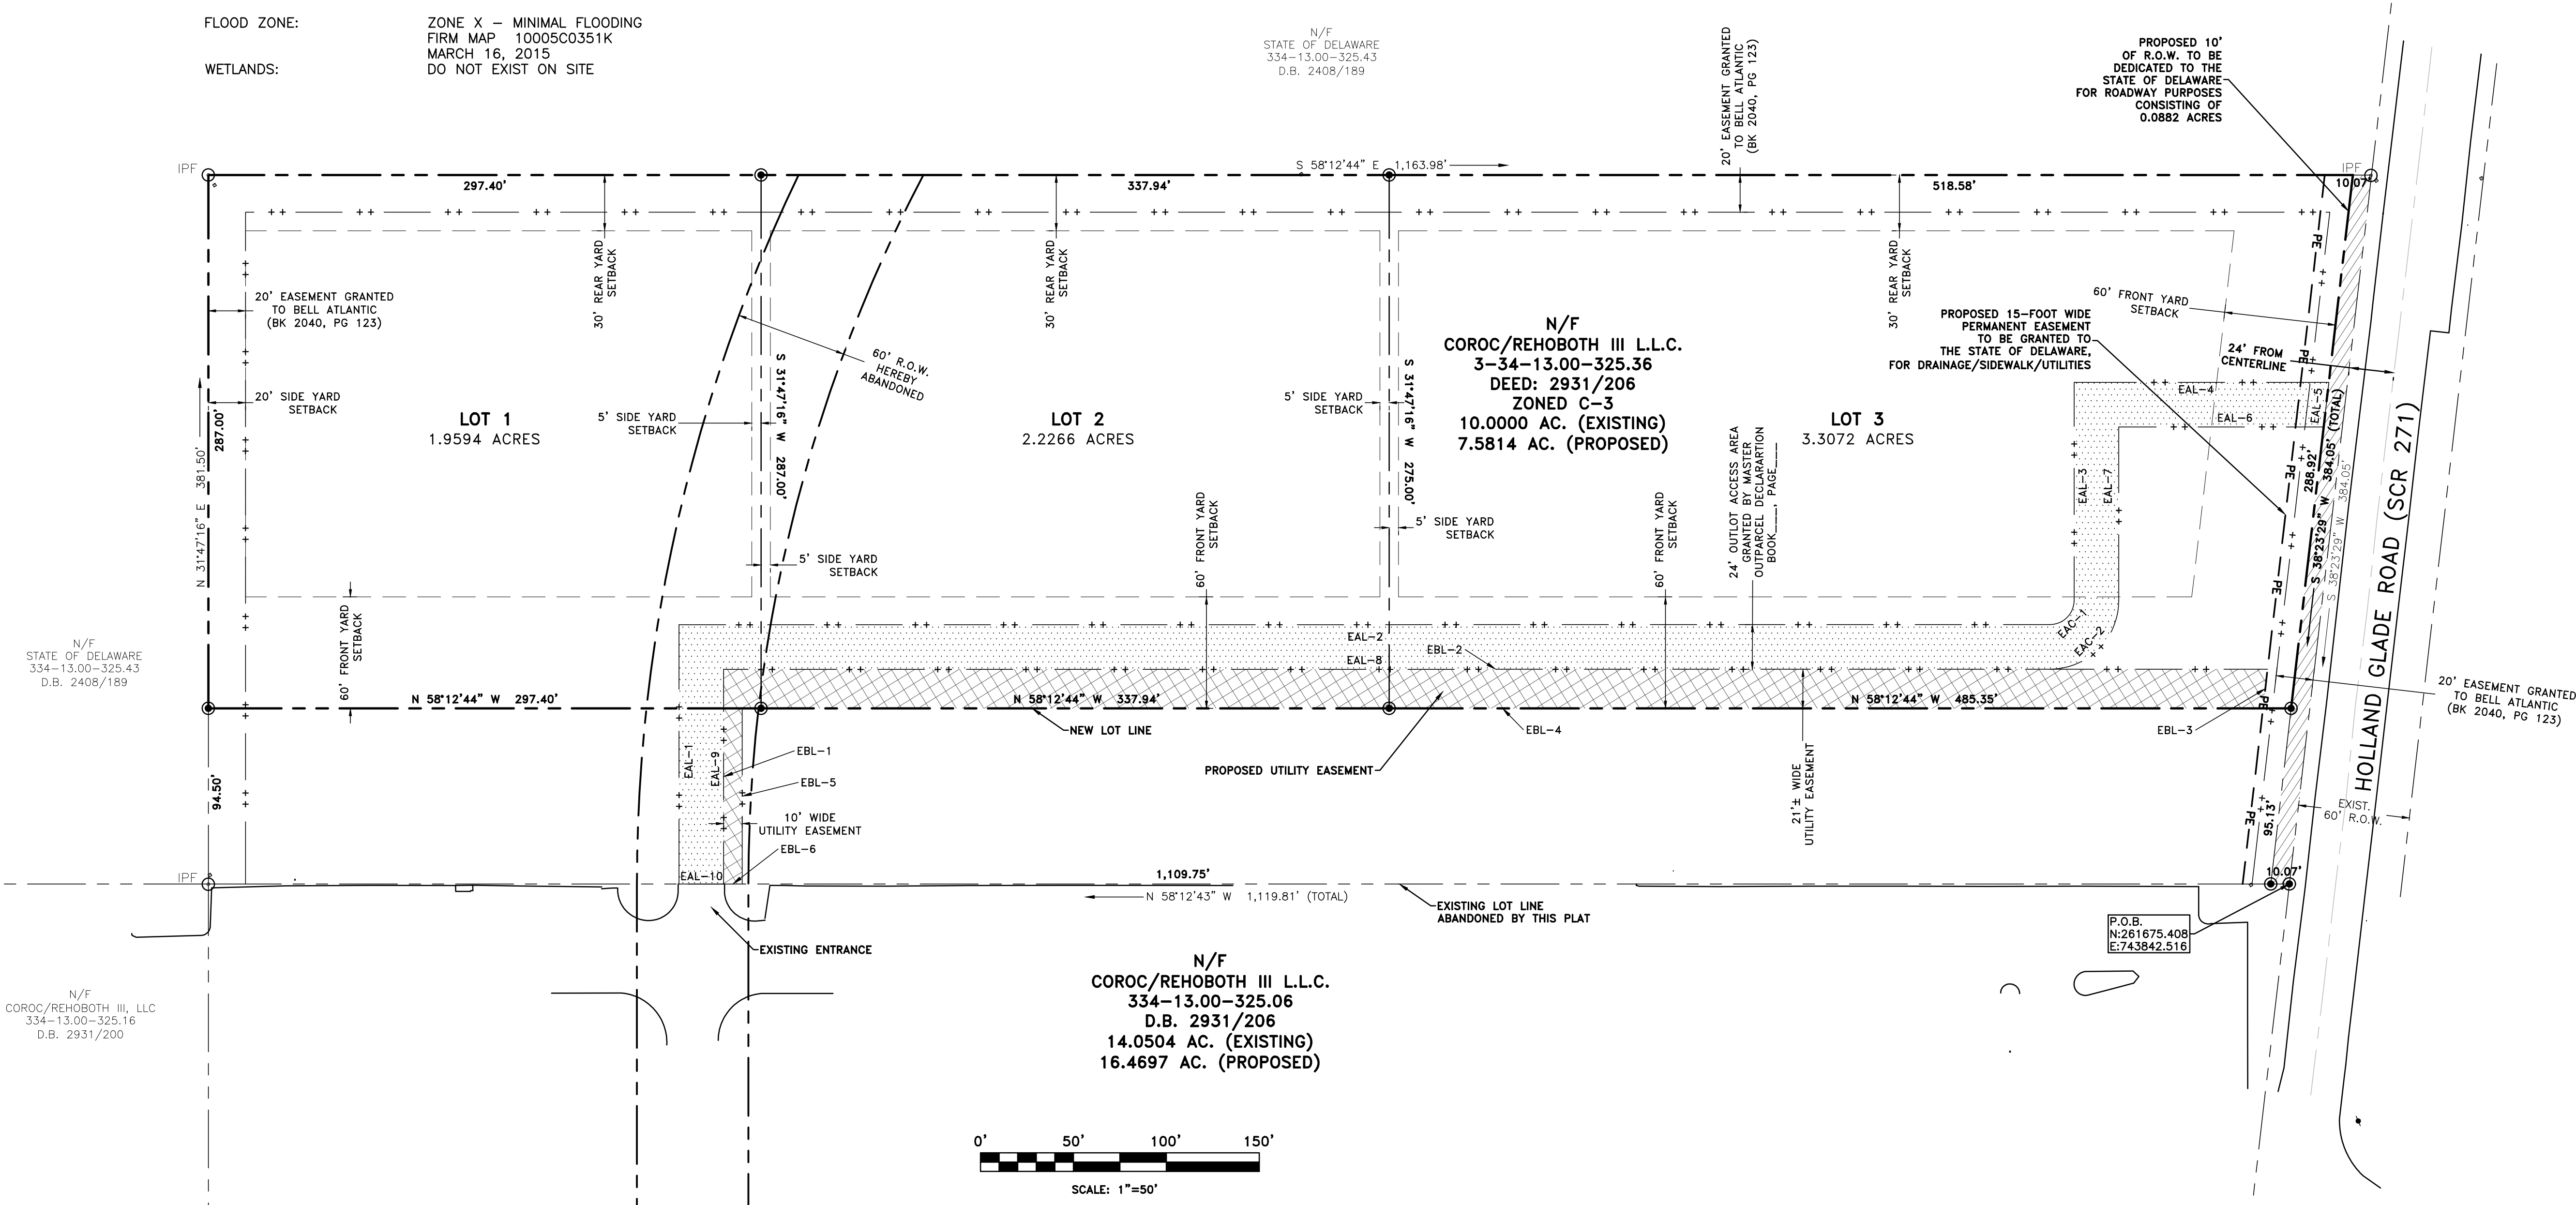 FLOOD ZONE:
ZONE X – MINIMAL FLOODING
FIRM MAP 10005C0351K
MARCH 16, 2015
WETLANDS:
DO NOT EXIST ON SITE
N/F
STATE OF DELAWARE
334-13.00-325.43
D.B. 2408/189
20' EASEMENT GRANTED
TO BELL ATLANTIC
(BK 2040, PG 123)
PROPOSED 10'
OF R.O.W. TO BE
DEDICATED TO THE
STATE OF DELAWARE
FOR ROADWAY PURPOSES
CONSISTING OF
0.0882 ACRES
IPF
S 58°12'44" E 1,163.98'
IPF
297.40'
337.94'
518.58'
10.07'
30' REAR YARD
SETBACK
30' REAR YARD
SETBACK
30' REAR YARD
SETBACK
PE
20' EASEMENT GRANTED
TO BELL ATLANTIC
(BK 2040, PG 123)
60' FRONT YARD
SETBACK
PROPOSED 15-FOOT WIDE
PERMANENT EASEMENT
TO BE GRANTED TO
THE STATE OF DELAWARE,
FOR DRAINAGE/SIDEWALK/UTILITIES
24' FROM
CENTERLINE
PE
N/F
COROC/REHOBOTH III L.L.C.
3-34-13.00-325.36
DEED: 2931/206
ZONED C-3
10.0000 AC. (EXISTING)
7.5814 AC. (PROPOSED)
60' R.O.W.
HEREBY
ABANDONED
S 31°47'16" W 287.00'
S 31°47'16" W 275.00'
20' SIDE YARD
SETBACK
287.00'
N 31°47'16" E 381.50'
LOT 1
1.9594 ACRES
5' SIDE YARD
SETBACK
LOT 2
2.2266 ACRES
5' SIDE YARD
SETBACK
LOT 3
3.3072 ACRES
EAL-4
EAL-5
EAL-6
EAL-3
EAL-7
288.92'
S 38°23'29" W 384.05' (TOTAL)
S 38°23'29" W 384.05'
HOLLAND GLADE ROAD (SCR 271)
24' OUTLOT ACCESS AREA
GRANTED BY MASTER
OUTPARCEL DECLARARTION
BOOK____, PAGE____
5' SIDE YARD
SETBACK
5' SIDE YARD
SETBACK
60' FRONT YARD
SETBACK
60' FRONT YARD
SETBACK
60' FRONT YARD
SETBACK
PE
PE
N/F
STATE OF DELAWARE
334-13.00-325.43
D.B. 2408/189
EAL-2
EAL-8
EBL-2
EAC-1
EAC-2
N 58°12'44" W 297.40'
N 58°12'44" W 337.94'
N 58°12'44" W 485.35'
PE
20' EASEMENT GRANTED
TO BELL ATLANTIC
(BK 2040, PG 123)
NEW LOT LINE
EBL-4
EBL-3
EAL-1
EAL-9
EBL-1
EBL-5
PROPOSED UTILITY EASEMENT
21'± WIDE
UTILITY EASEMENT
94.50'
10' WIDE
UTILITY EASEMENT
EBL-6
PE
95.13'
EXIST.
60' R.O.W.
IPF
EAL-10
1,109.75'
10.07'
N 58°12'43" W 1,119.81' (TOTAL)
EXISTING LOT LINE
ABANDONED BY THIS PLAT
P.O.B.
N:261675.408
E:743842.516
EXISTING ENTRANCE
N/F
COROC/REHOBOTH III L.L.C.
334-13.00-325.06
D.B. 2931/206
14.0504 AC. (EXISTING)
16.4697 AC. (PROPOSED)
N/F
COROC/REHOBOTH III, LLC
334-13.00-325.16
D.B. 2931/200
0' 50' 100' 150'
SCALE: 1"=50'